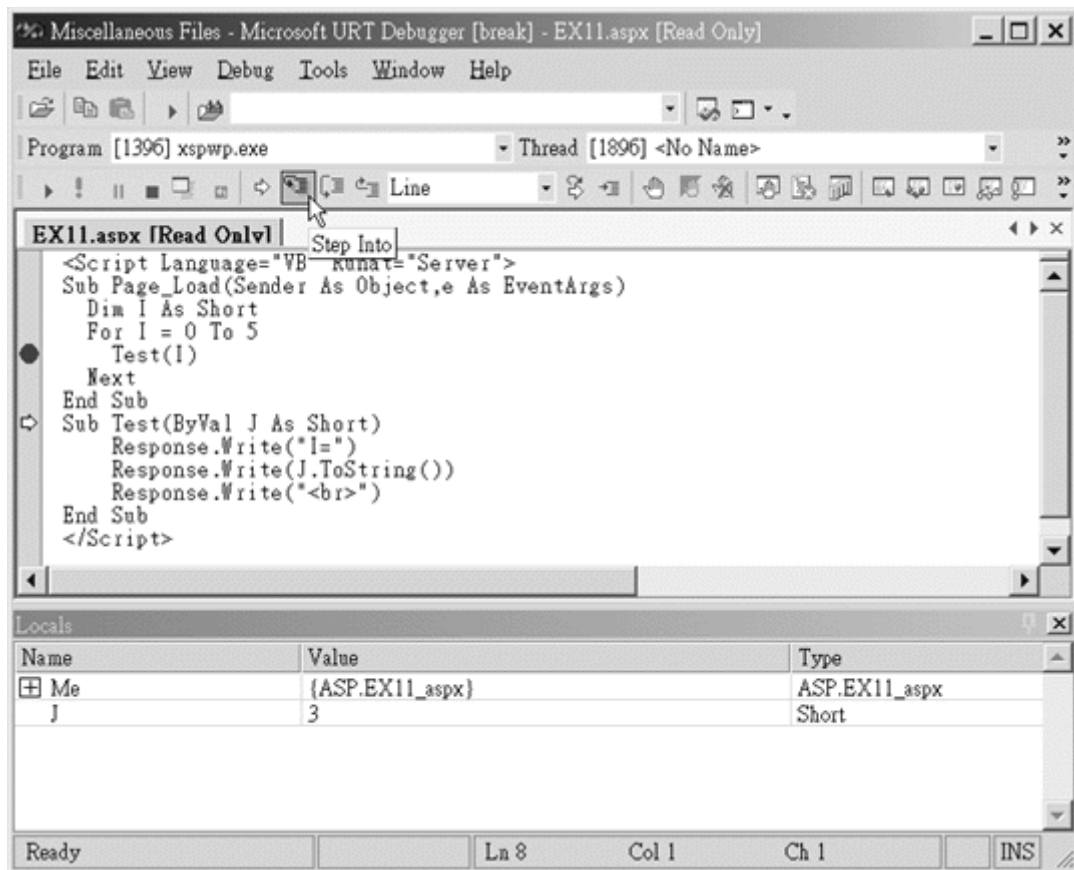 Miscellaneous Files - Microsoft URT Debugger [break] - EX11.aspx [Read Only]
File Edit View Debug Tools Window Help
Program [1396] xspwp.exe Thread [1896] <No Name>
Line
EX11.aspx [Read Only]
Step Into
<Script Language="VB" Runat="Server">
Sub Page_Load(Sender As Object,e As EventArgs)
Dim I As Short
For I = 0 To 5
Test(I)
Next
End Sub
Sub Test(ByVal J As Short)
Response.Write("I=")
Response.Write(J.ToString())
Response.Write("<br>")
End Sub
</Script>
Locals
Name Value Type
Me {ASP.EX11_aspx} ASP.EX11_aspx
J 3 Short
Ready Ln 8 Col 1 Ch 1 INS